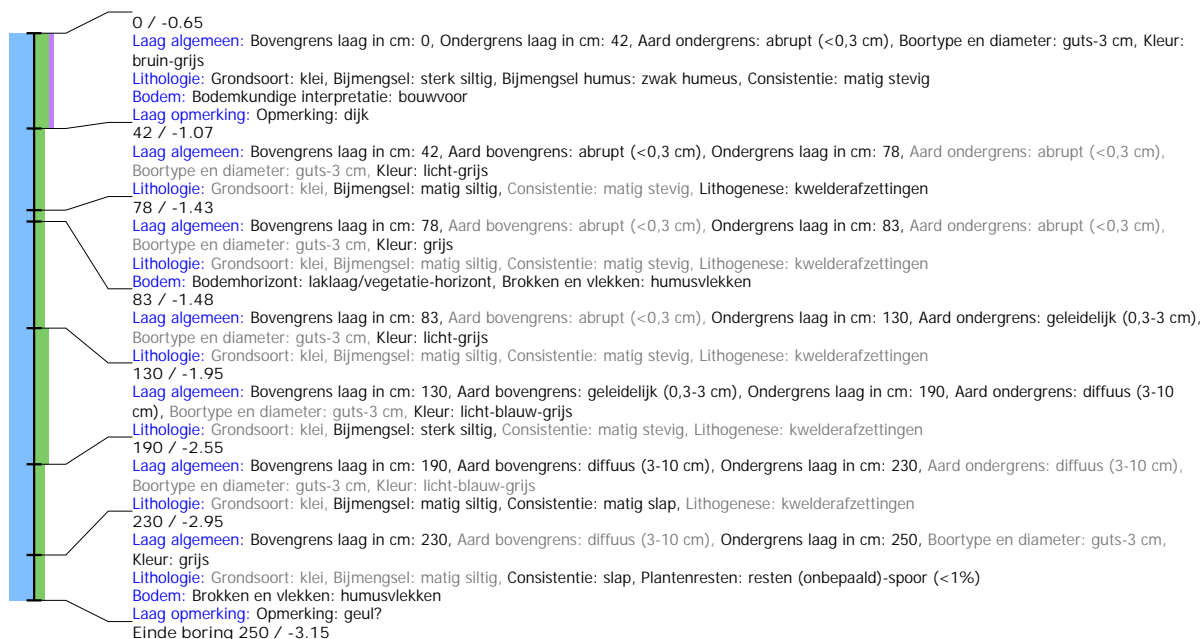 0 / -0.65
Laag algemeen: Bovengrens laag in cm: 0, Ondergrens laag in cm: 42, Aard ondergrens: abrupt (<0,3 cm), Boortype en diameter: guts-3 cm, Kleur:
bruin-grijs
Lithologie: Grondsoort: klei, Bijmengsel: sterk siltig, Bijmengsel humus: zwak humeus, Consistentie: matig stevig
Bodem: Bodemkundige interpretatie: bouwvoor
Laag opmerking: Opmerking: dijk
42 / -1.07
Laag algemeen: Bovengrens laag in cm: 42, Aard bovengrens: abrupt (<0,3 cm), Ondergrens laag in cm: 78, Aard ondergrens: abrupt (<0,3 cm),
Boortype en diameter: guts-3 cm, Kleur: licht-grijs
Lithologie: Grondsoort: klei, Bijmengsel: matig siltig, Consistentie: matig stevig, Lithogenese: kwelderafzettingen
78 / -1.43
Laag algemeen: Bovengrens laag in cm: 78, Aard bovengrens: abrupt (<0,3 cm), Ondergrens laag in cm: 83, Aard ondergrens: abrupt (<0,3 cm),
Boortype en diameter: guts-3 cm, Kleur: grijs
Lithologie: Grondsoort: klei, Bijmengsel: matig siltig, Consistentie: matig stevig, Lithogenese: kwelderafzettingen
Bodem: Bodemhorizont: laklaag/vegetatie-horizont, Brokken en vlekken: humusvlekken
83 / -1.48
Laag algemeen: Bovengrens laag in cm: 83, Aard bovengrens: abrupt (<0,3 cm), Ondergrens laag in cm: 130, Aard ondergrens: geleidelijk (0,3-3 cm),
Boortype en diameter: guts-3 cm, Kleur: licht-grijs
Lithologie: Grondsoort: klei, Bijmengsel: matig siltig, Consistentie: matig stevig, Lithogenese: kwelderafzettingen
130 / -1.95
Laag algemeen: Bovengrens laag in cm: 130, Aard bovengrens: geleidelijk (0,3-3 cm), Ondergrens laag in cm: 190, Aard ondergrens: diffuus (3-10
cm), Boortype en diameter: guts-3 cm, Kleur: licht-blauw-grijs
Lithologie: Grondsoort: klei, Bijmengsel: sterk siltig, Consistentie: matig stevig, Lithogenese: kwelderafzettingen
190 / -2.55
Laag algemeen: Bovengrens laag in cm: 190, Aard bovengrens: diffuus (3-10 cm), Ondergrens laag in cm: 230, Aard ondergrens: diffuus (3-10 cm),
Boortype en diameter: guts-3 cm, Kleur: licht-blauw-grijs
Lithologie: Grondsoort: klei, Bijmengsel: matig siltig, Consistentie: matig slap, Lithogenese: kwelderafzettingen
230 / -2.95
Laag algemeen: Bovengrens laag in cm: 230, Aard bovengrens: diffuus (3-10 cm), Ondergrens laag in cm: 250, Boortype en diameter: guts-3 cm,
Kleur: grijs
Lithologie: Grondsoort: klei, Bijmengsel: matig siltig, Consistentie: slap, Plantenresten: resten (onbepaald)-spoor (<1%)
Bodem: Brokken en vlekken: humusvlekken
Laag opmerking: Opmerking: geul?
Einde boring 250 / -3.15